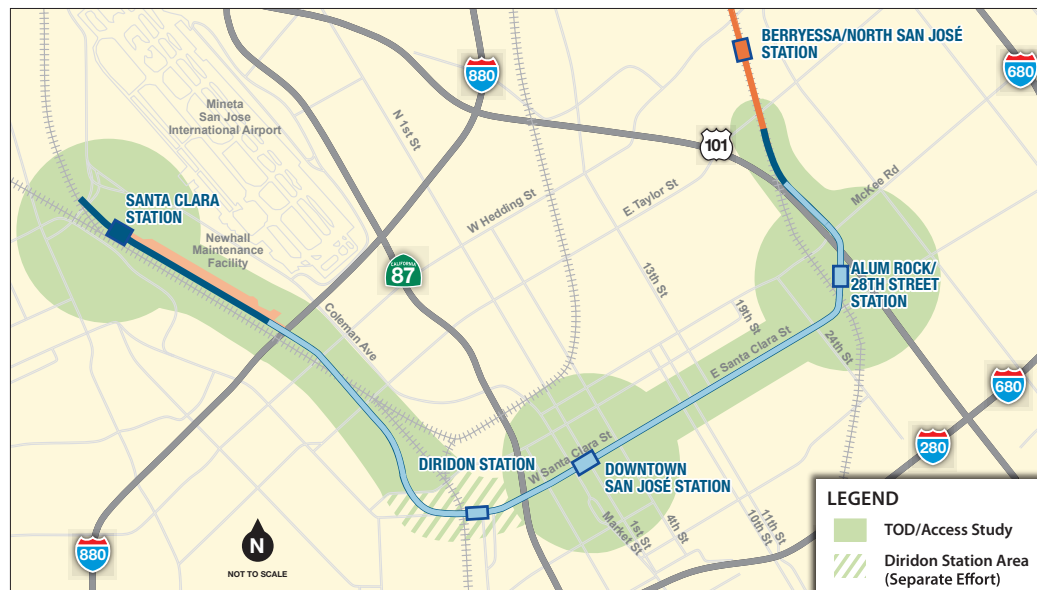 BERRYESSA/NORTH SAN JOSÉ
STATION
880
680
Mineta
San Jose
International Airport
N 1st St
101
McKee Rd
E. Taylor St
W Hedding St
SANTA CLARA
STATION
Newhall
Maintenance
Facility
CALIFORNIA
87
13th St
ALUM ROCK/
28TH STREET
STATION
19th St
Coleman Ave
24th St
E Santa Clara St
680
DIRIDON STATION
W Santa Clara St
280
DOWNTOWN
SAN JOSÉ STATION
Market St
1st St
4th St
10th St
11th St
880
N
NOT TO SCALE
LEGEND
TOD/Access Study
Diridon Station Area
(Separate Effort)